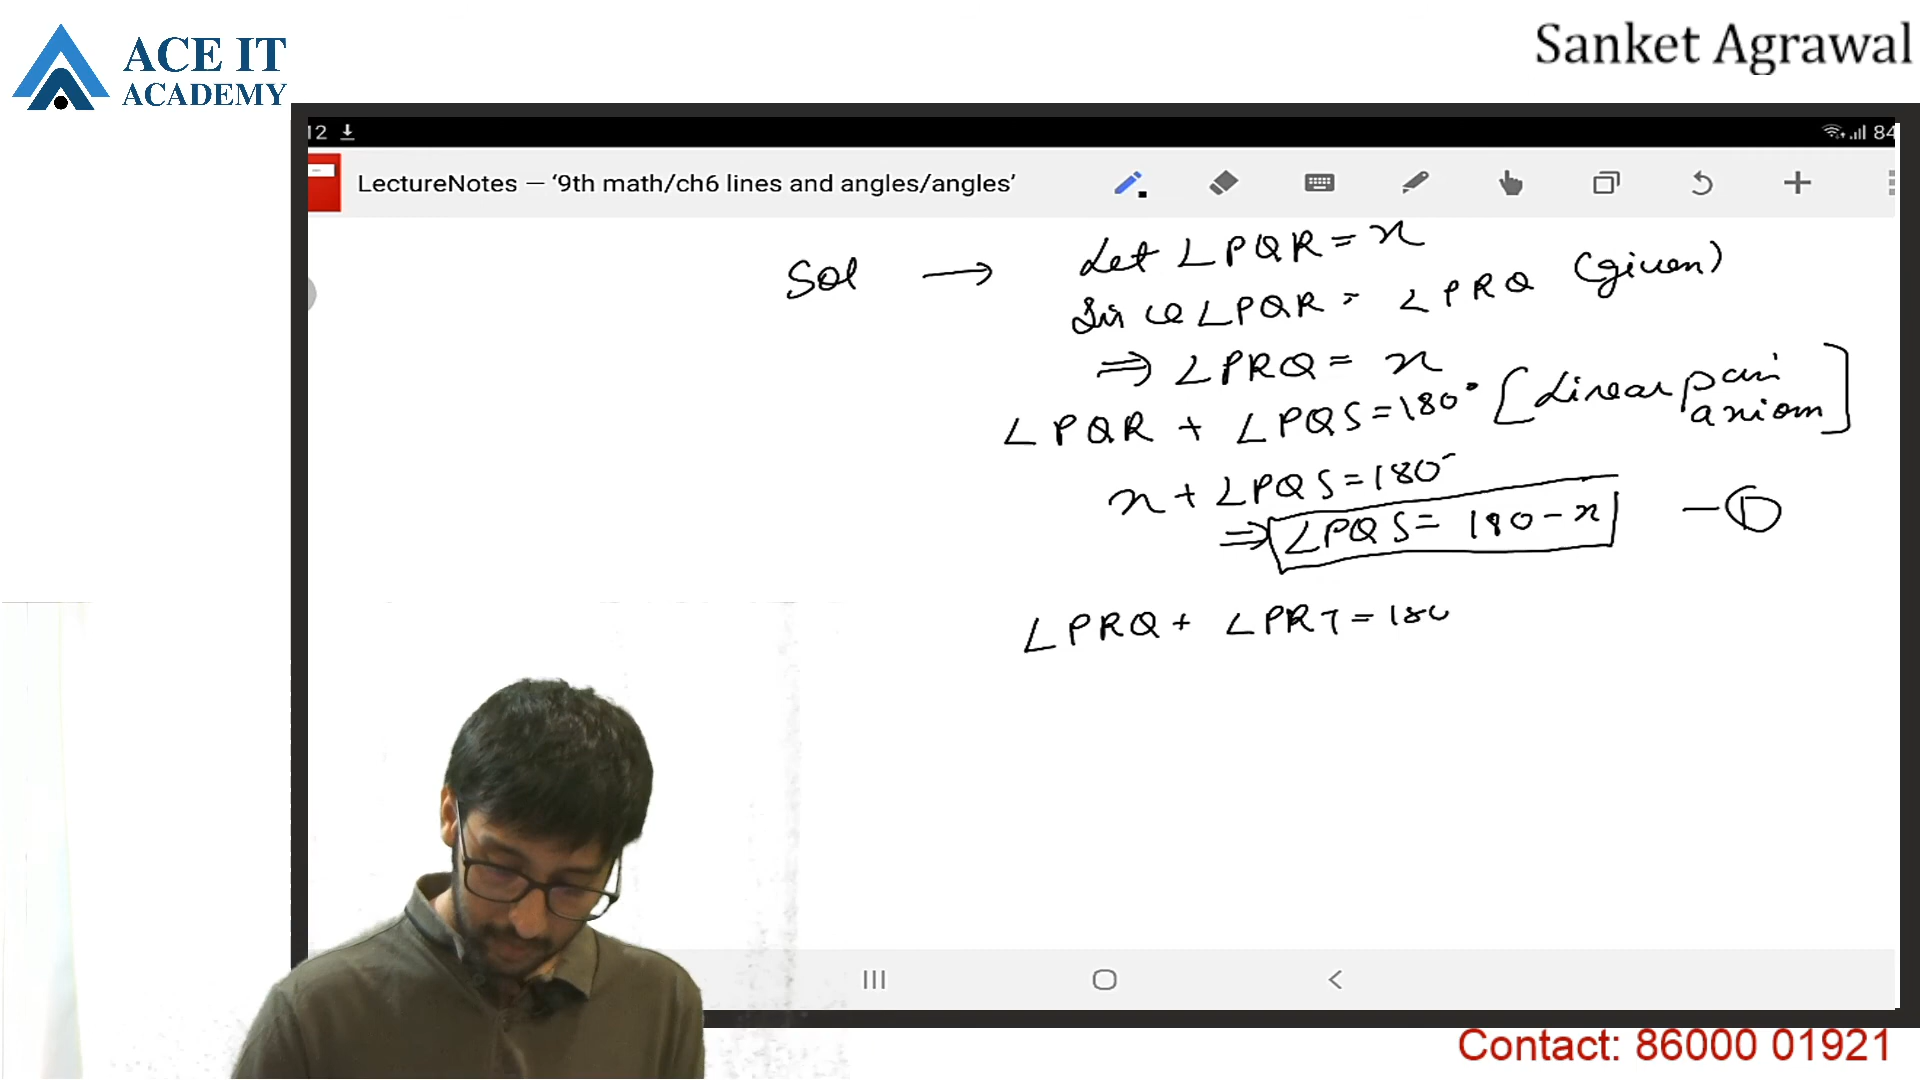 ACE IT
ACADEMY
Sanket Agrawal
12
84
LectureNotes — ‘9th math/ch6 lines and angles/angles’
Sol → Let ∠PQR = x
Since ∠PQR = ∠PRQ (given)
⇒ ∠PRQ = x
∠PQR + ∠PQS = 180° [Linear pair axiom]
x + ∠PQS = 180°
⇒ ∠PQS = 180 - x — ①
∠PRQ + ∠PRT = 180
Contact: 86000 01921